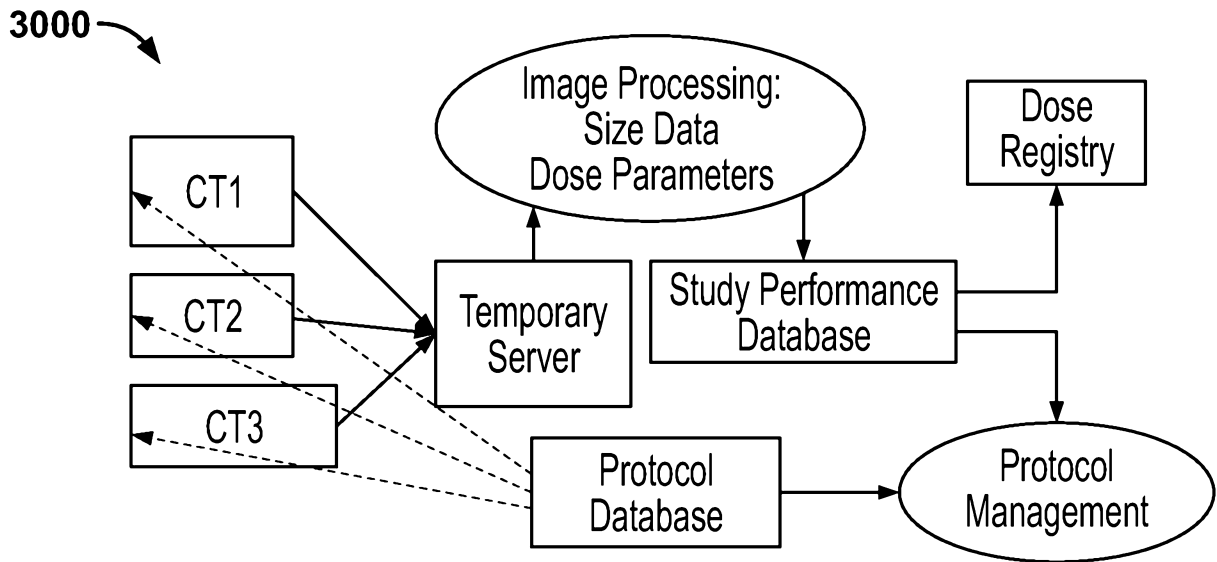 3000
Image Processing:
Size Data
Dose Parameters
Dose
Registry
CT1
CT2
CT3
Temporary
Server
Study Performance
Database
Protocol
Database
Protocol
Management